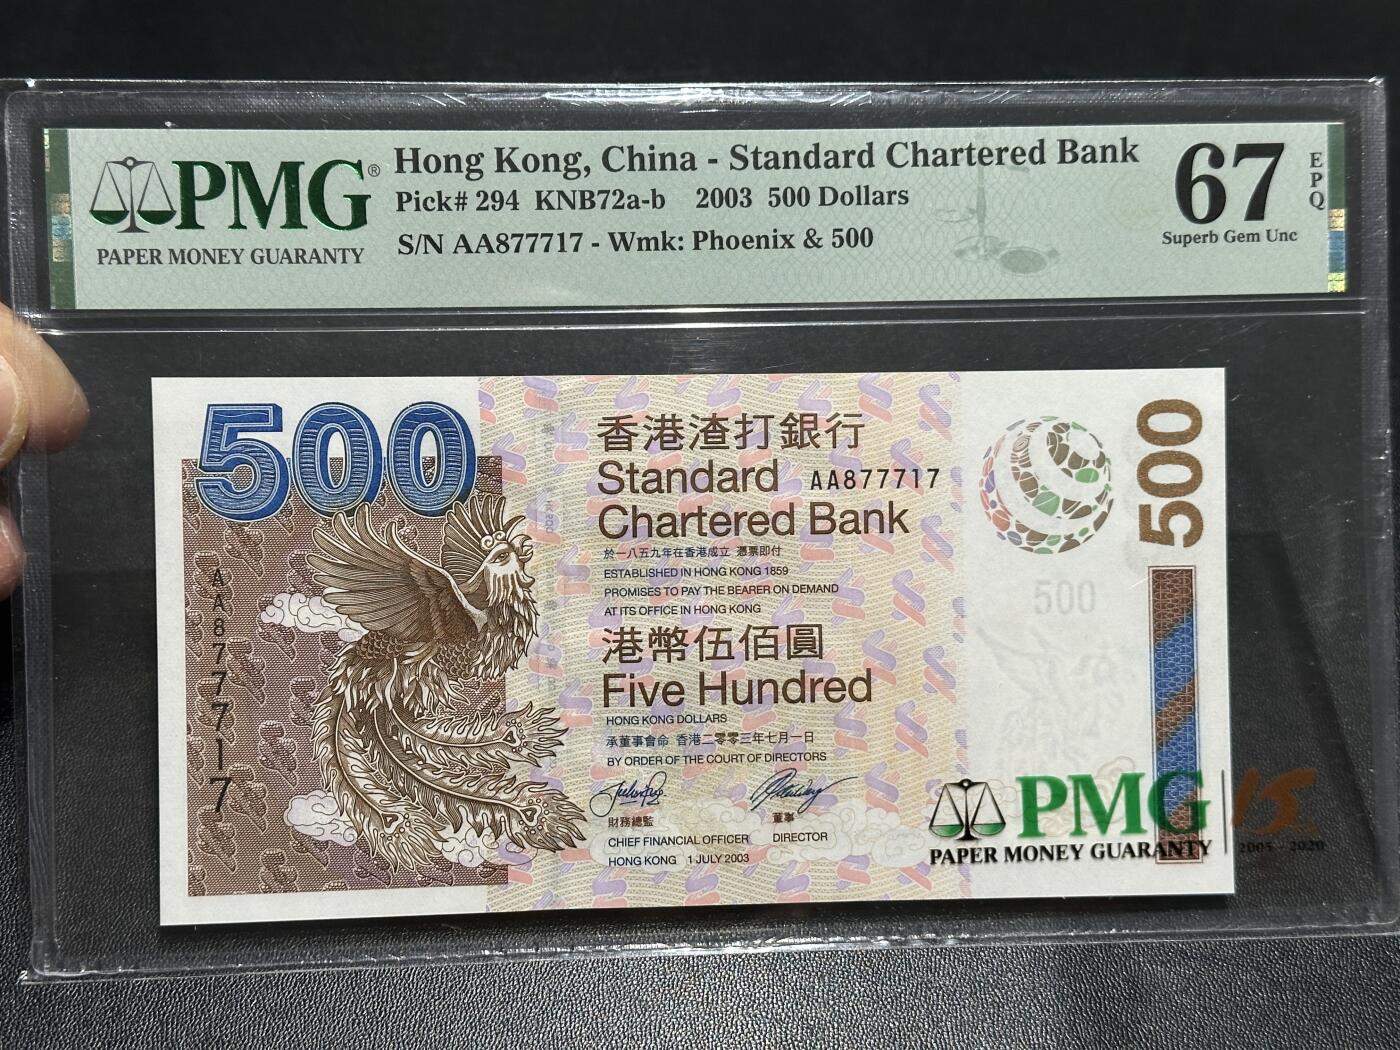 PMG®
PAPER MONEY GUARANTY
Hong Kong, China - Standard Chartered Bank
Pick# 294 KNB72a-b 2003 500 Dollars
S/N AA877717 - Wmk: Phoenix & 500
67
EPQ
Superb Gem Unc
500
AA877717
香港渣打銀行
Standard
Chartered Bank
AA877717
於一八五九年在香港成立 憑票即付
ESTABLISHED IN HONG KONG 1859
PROMISES TO PAY THE BEARER ON DEMAND
AT ITS OFFICE IN HONG KONG
港幣伍佰圓
Five Hundred
HONG KONG DOLLARS
承董事會命 香港二零零三年七月一日
BY ORDER OF THE COURT OF DIRECTORS
財務總監 董事
CHIEF FINANCIAL OFFICER DIRECTOR
HONG KONG 1 JULY 2003
500
500
PMG 15
PAPER MONEY GUARANTY 2005 - 2020